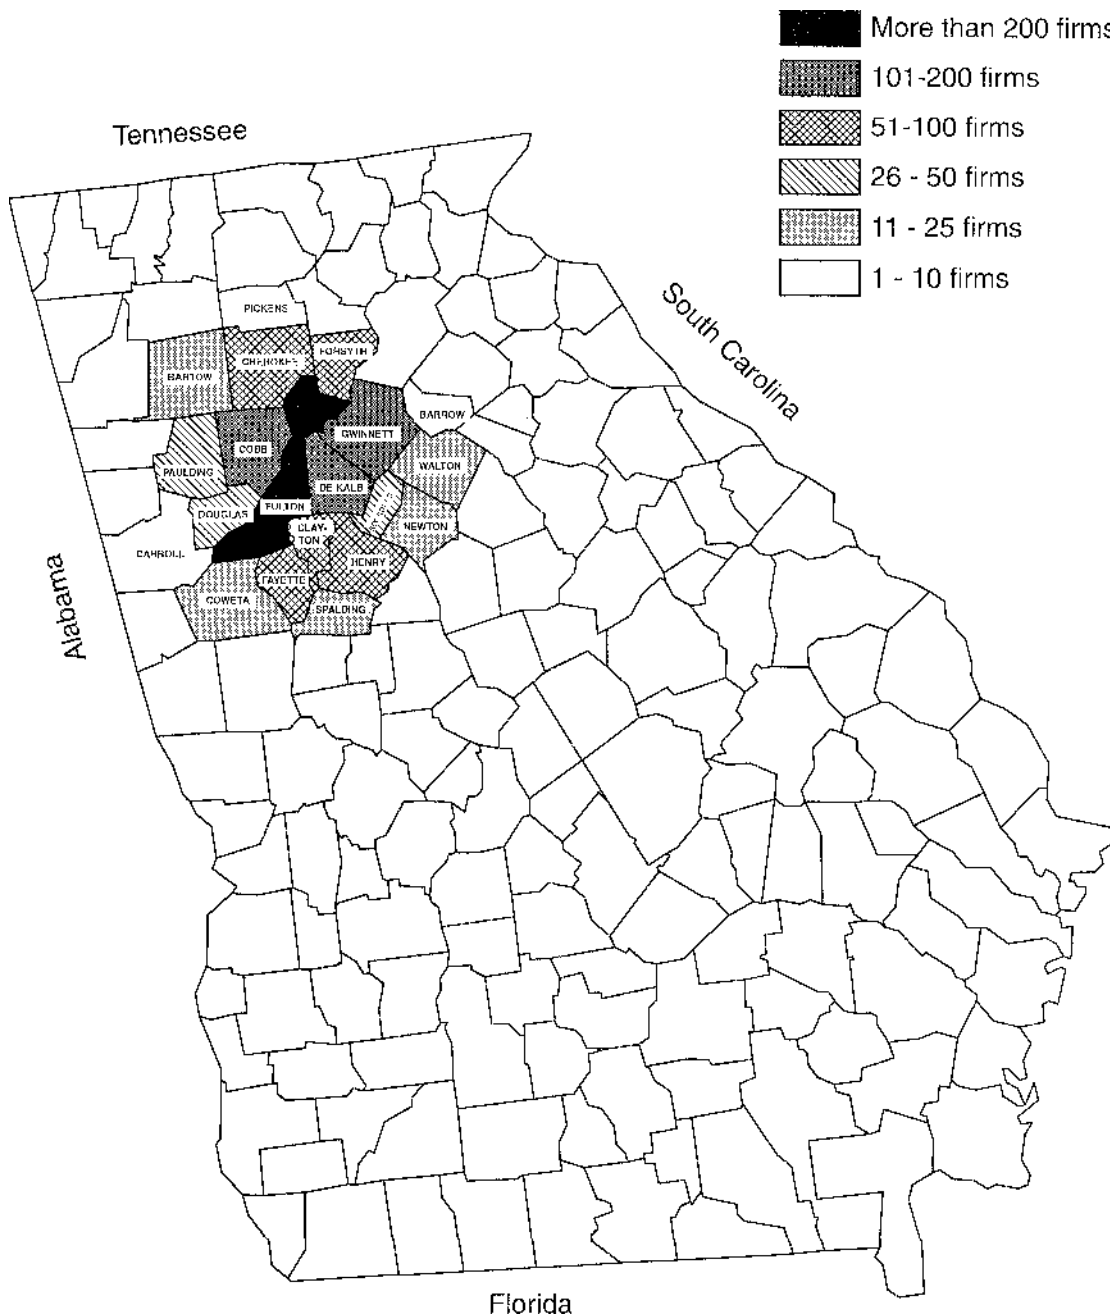 More than 200 firms
101-200 firms
51-100 firms
26 - 50 firms
11 - 25 firms
1 - 10 firms
Tennessee
South Carolina
Alabama
Florida
PICKENS
CHEROKEE
FORSYTH
BARTOW
BARROW
GWINNETT
COBB
WALTON
PAULDING
DE KALB
DOUGLAS
FULTON
NEWTON
CLAY-
TON
CARROLL
HENRY
FAYETTE
COWETA
SPALDING